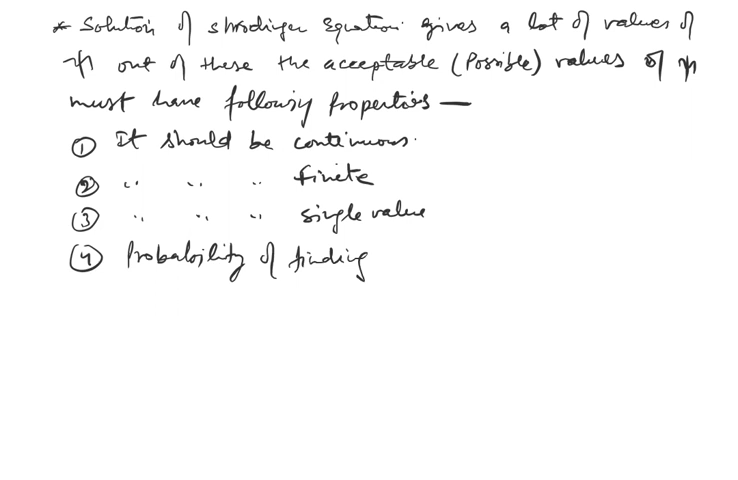 * Solution of shrodinger Equation gives a lot of values of
ψ out of these the acceptable (Possible) values of ψ
must have following properties —
① It should be continuous.
② " " " finite
③ " " " single value
④ Probability of finding